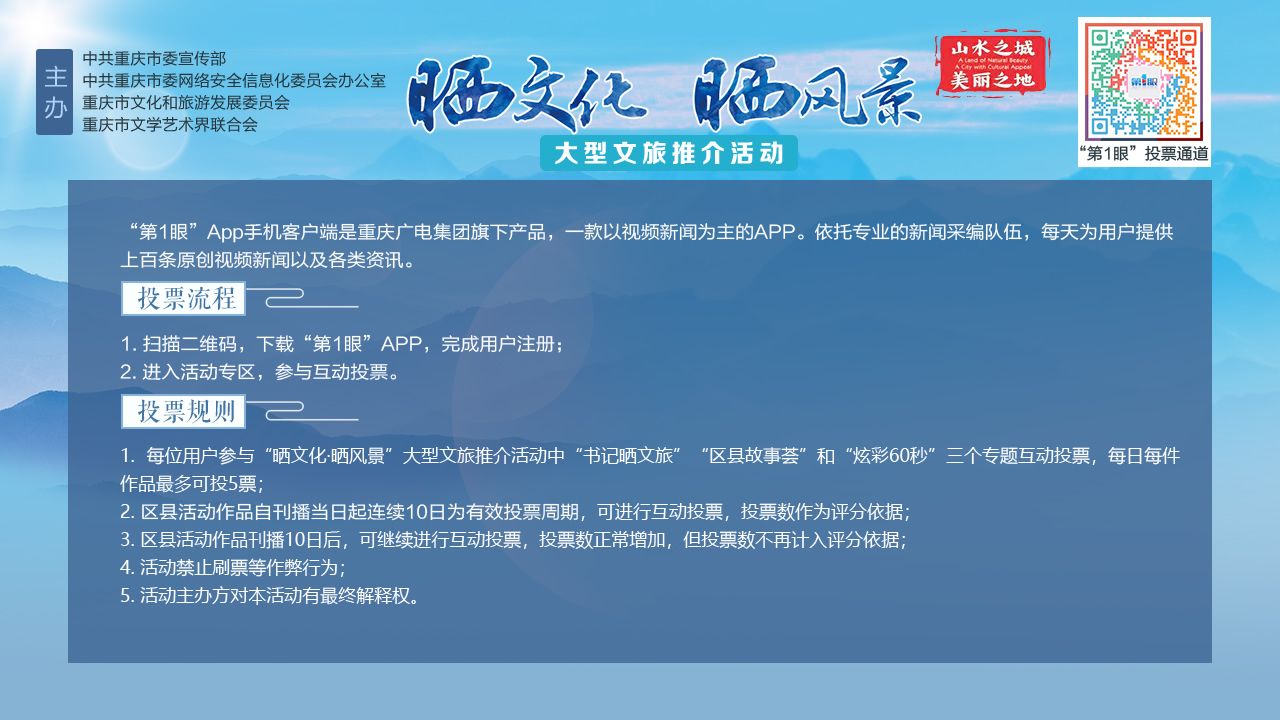 主办
中共重庆市委宣传部
中共重庆市委网络安全信息化委员会办公室
重庆市文化和旅游发展委员会
重庆市文学艺术界联合会
晒文化 晒风景
大型文旅推介活动
山水之城
A Land of Natural Beauty
A City with Cultural Appeal
美丽之地
第1眼
“第1眼”投票通道
“第1眼”App手机客户端是重庆广电集团旗下产品，一款以视频新闻为主的APP。依托专业的新闻采编队伍，每天为用户提供
上百条原创视频新闻以及各类资讯。
投票流程
1. 扫描二维码，下载“第1眼”APP，完成用户注册；
2. 进入活动专区，参与互动投票。
投票规则
1. 每位用户参与“晒文化·晒风景”大型文旅推介活动中“书记晒文旅”“区县故事荟”和“炫彩60秒”三个专题互动投票，每日每件
作品最多可投5票；
2. 区县活动作品自刊播当日起连续10日为有效投票周期，可进行互动投票，投票数作为评分依据；
3. 区县活动作品刊播10日后，可继续进行互动投票，投票数正常增加，但投票数不再计入评分依据；
4. 活动禁止刷票等作弊行为；
5. 活动主办方对本活动有最终解释权。